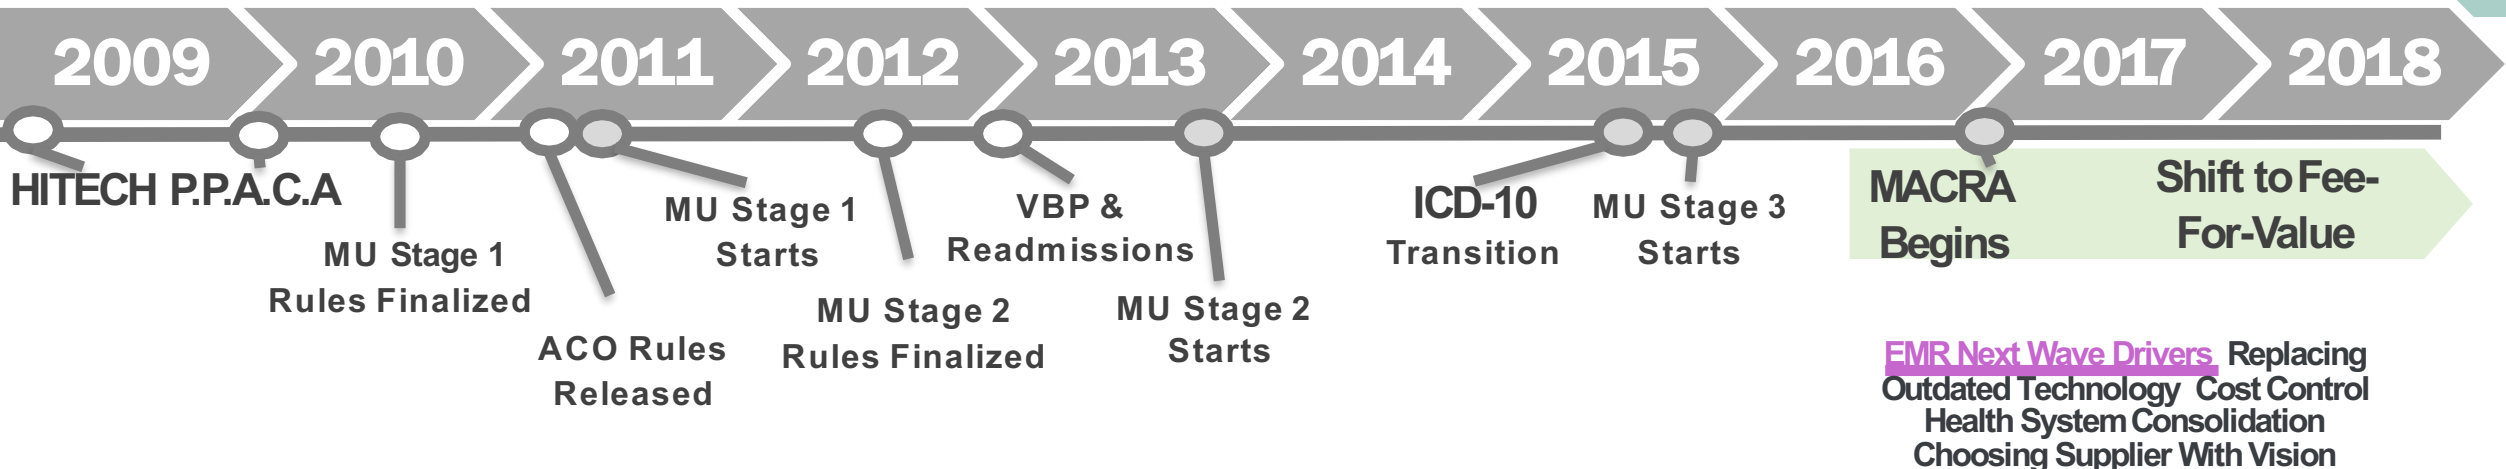 2009 2010 2011 2012 2013 2014 2015 2016 2017 2018
HITECH P.P.A.C.A
MU Stage 1
Rules Finalized
ACO Rules
Released
MU Stage 1
Starts
MU Stage 2
Rules Finalized
VBP &
Readmissions
MU Stage 2
Starts
ICD-10
Transition
MU Stage 3
Starts
MACRA
Begins
Shift to Fee-
For-Value
EMR Next Wave Drivers Replacing
Outdated Technology Cost Control
Health System Consolidation
Choosing Supplier With Vision